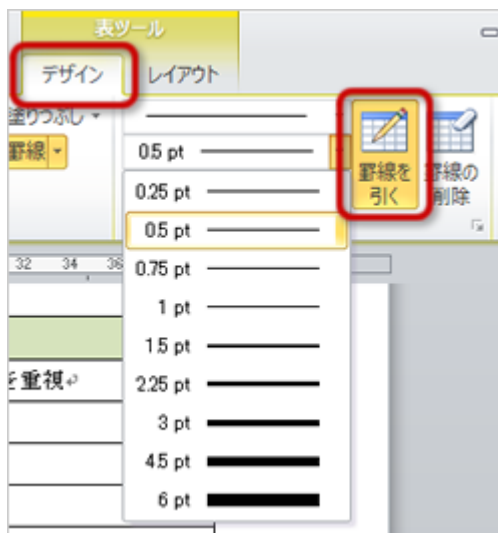 表ツール
デザイン レイアウト
塗りつぶし
罫線
0.5 pt
罫線を引く
罫線の削除
0.25 pt
0.5 pt
0.75 pt
1 pt
1.5 pt
2.25 pt
3 pt
4.5 pt
6 pt
32 34 36
を重視